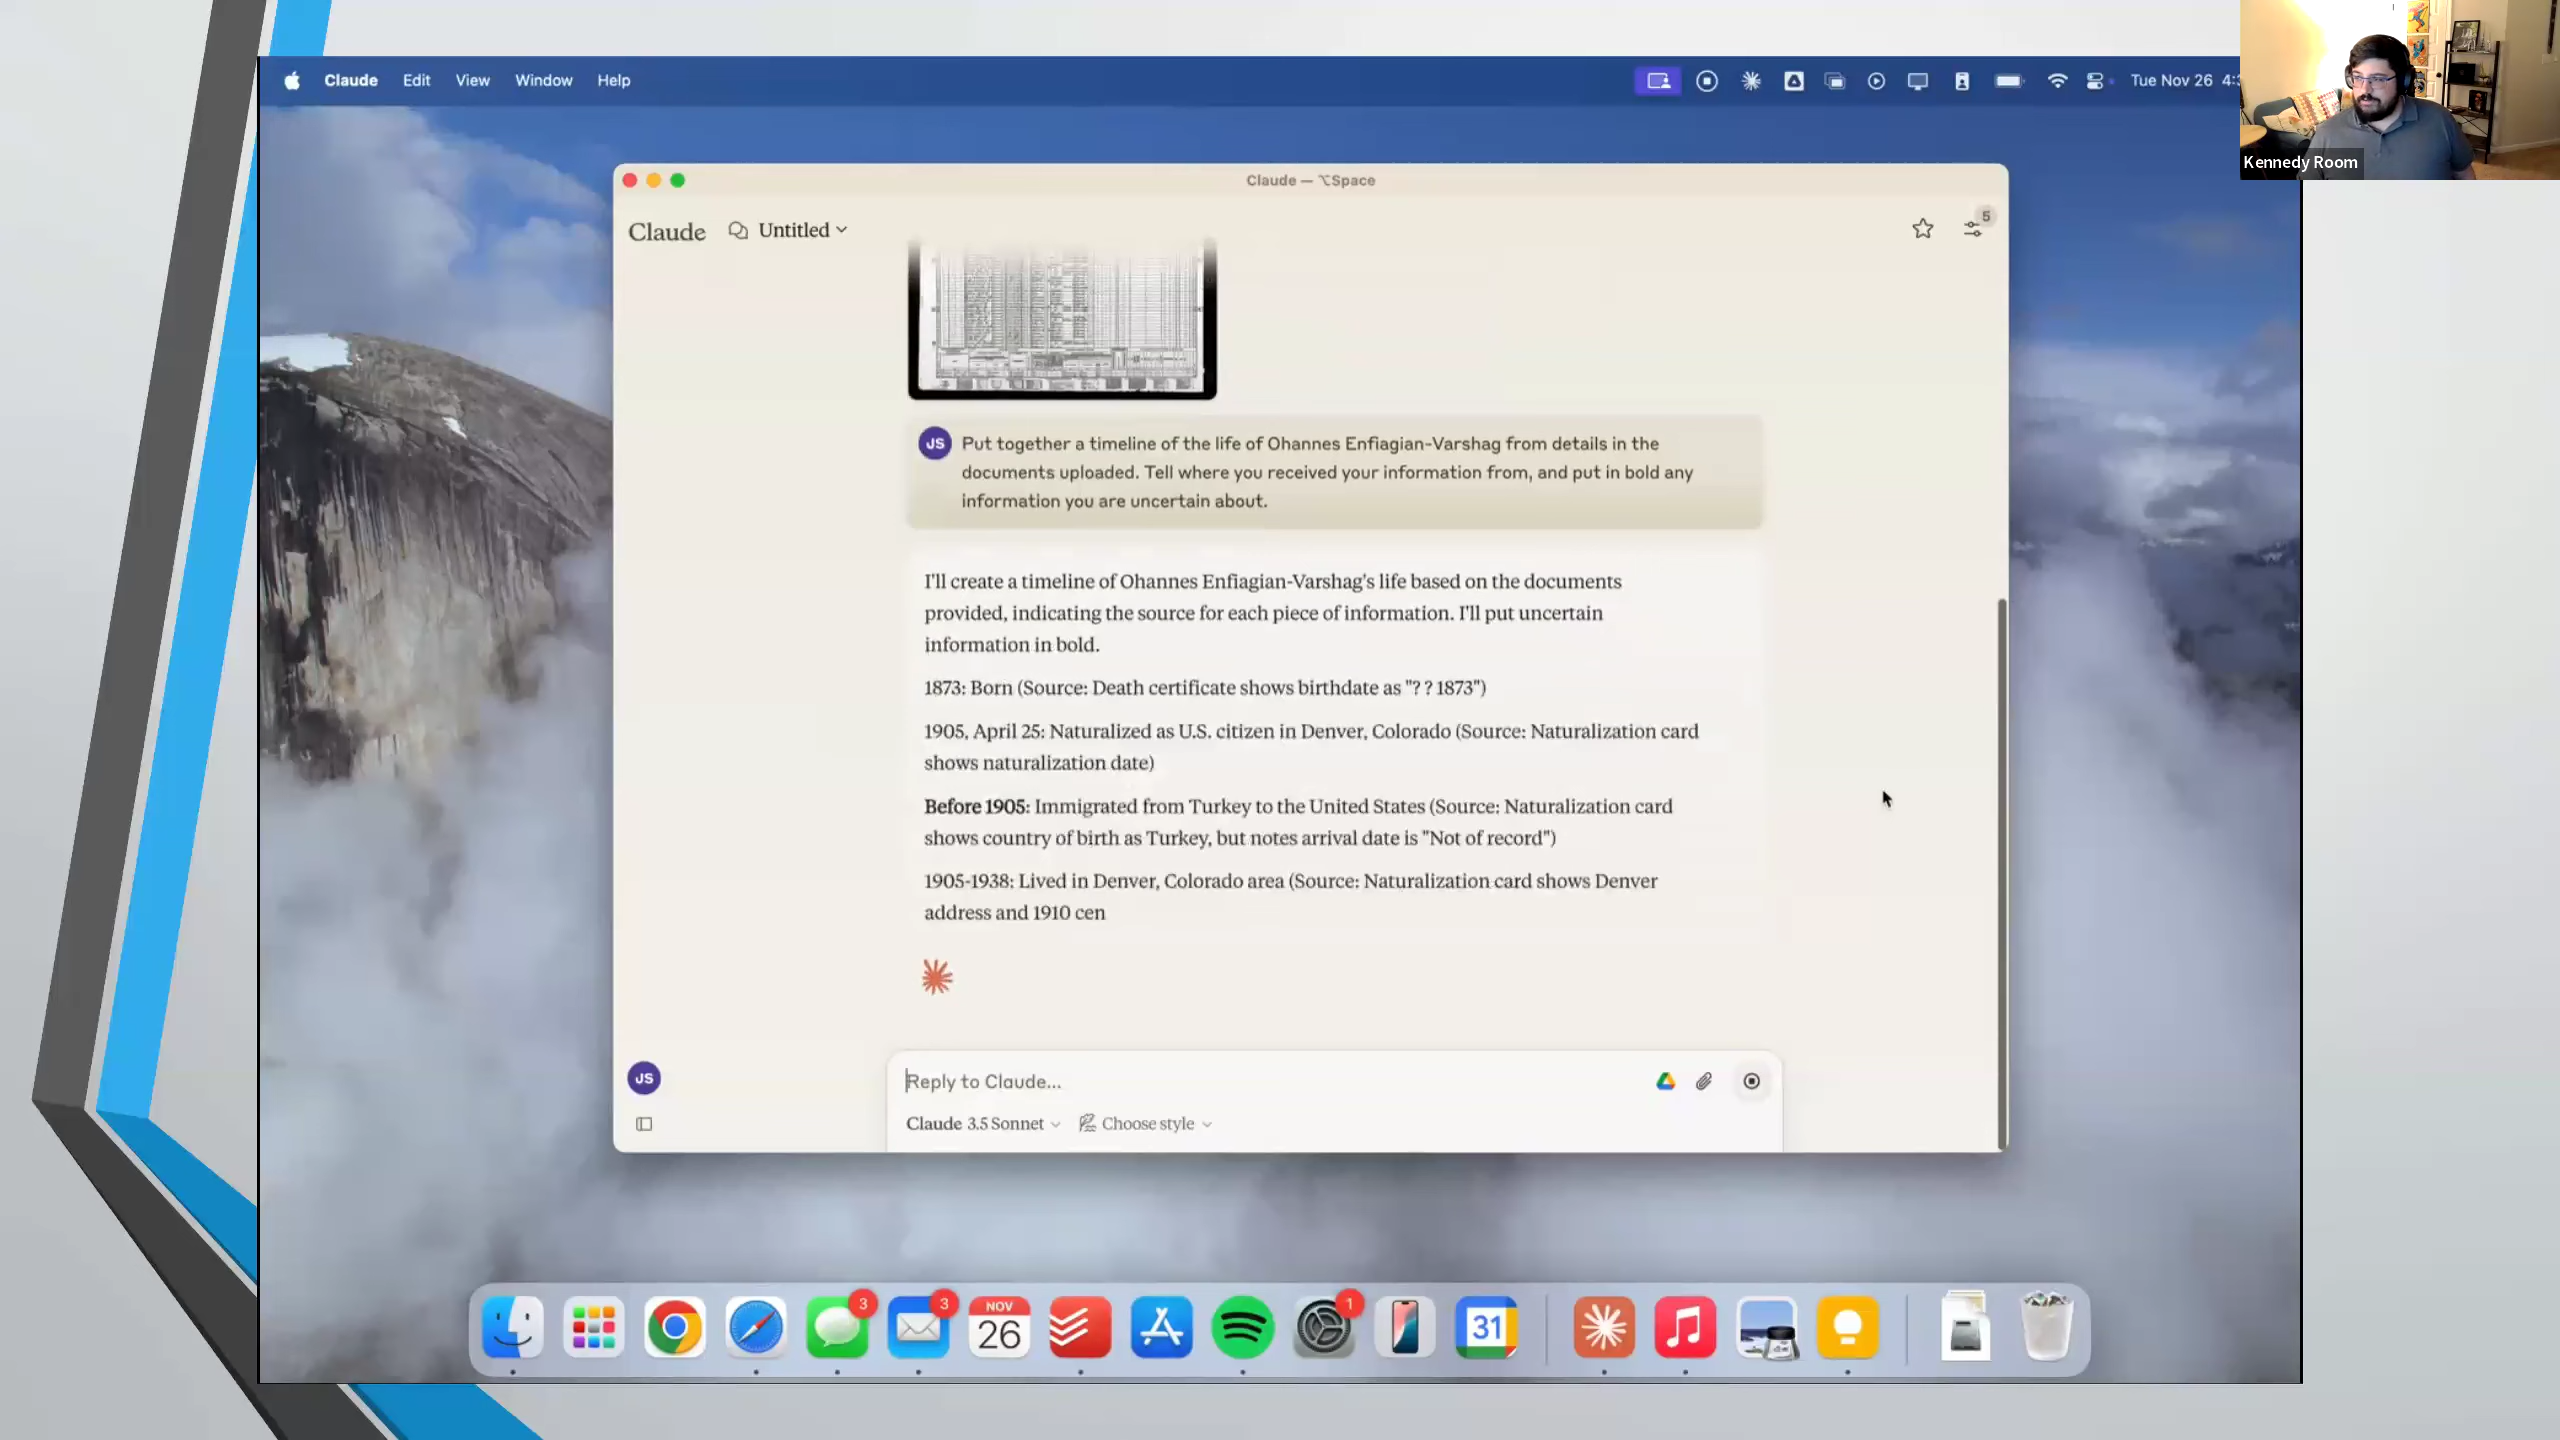 Claude Edit View Window Help
Tue Nov 26 4:
Kennedy Room
Claude — ⌥Space
Claude Untitled
5
JS
Put together a timeline of the life of Ohannes Enfiagian-Varshag from details in the
documents uploaded. Tell where you received your information from, and put in bold any
information you are uncertain about.
I'll create a timeline of Ohannes Enfiagian-Varshag's life based on the documents
provided, indicating the source for each piece of information. I'll put uncertain
information in bold.
1873: Born (Source: Death certificate shows birthdate as "? ? 1873")
1905, April 25: Naturalized as U.S. citizen in Denver, Colorado (Source: Naturalization card
shows naturalization date)
Before 1905: Immigrated from Turkey to the United States (Source: Naturalization card
shows country of birth as Turkey, but notes arrival date is "Not of record")
1905-1938: Lived in Denver, Colorado area (Source: Naturalization card shows Denver
address and 1910 cen
JS
Reply to Claude...
Claude 3.5 Sonnet Choose style
3
3
NOV
26
1
31